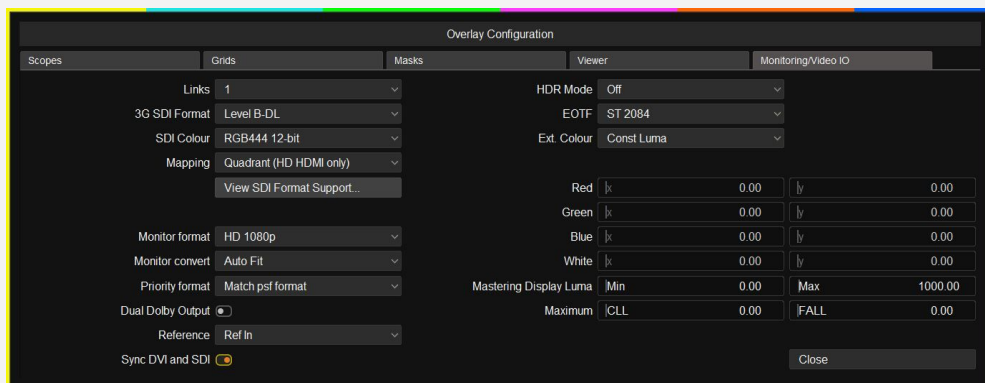 Overlay Configuration
Scopes Grids Masks Viewer Monitoring/Video IO
Links 1 HDR Mode Off
3G SDI Format Level B-DL EOTF ST 2084
SDI Colour RGB444 12-bit Ext. Colour Const Luma
Mapping Quadrant (HD HDMI only)
View SDI Format Support... Red x 0.00 y 0.00
Green x 0.00 y 0.00
Monitor format HD 1080p Blue x 0.00 y 0.00
Monitor convert Auto Fit White x 0.00 y 0.00
Priority format Match psf format Mastering Display Luma Min 0.00 Max 1000.00
Dual Dolby Output Maximum CLL 0.00 FALL 0.00
Reference Ref In
Sync DVI and SDI Close